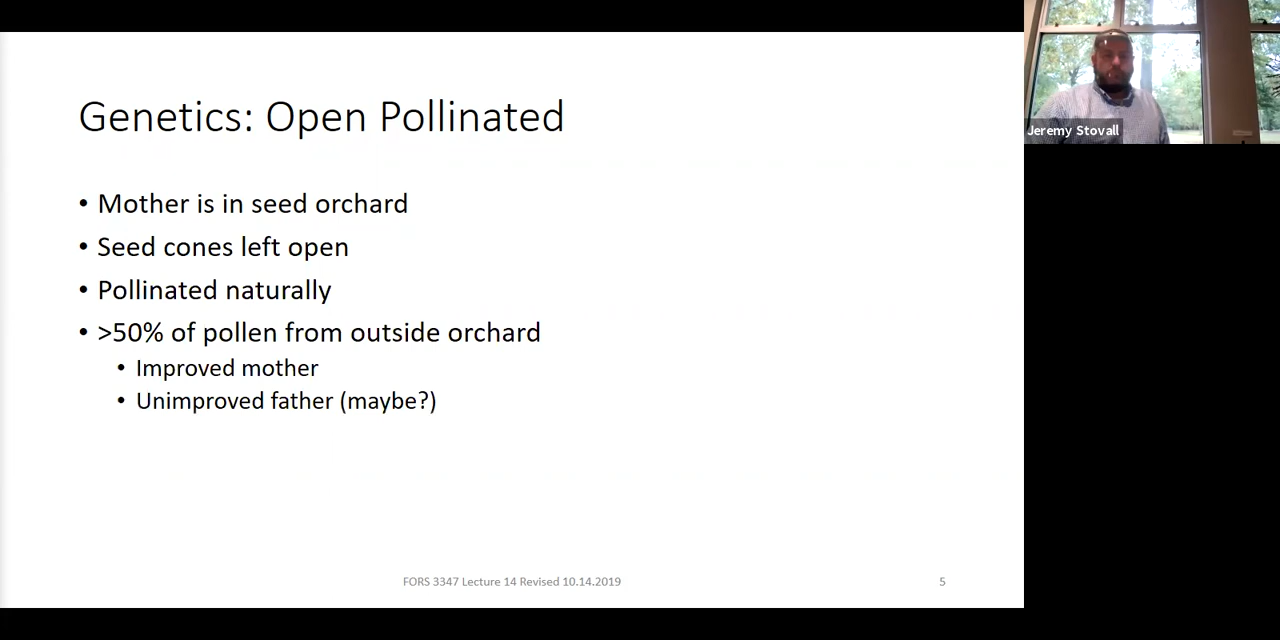 Genetics: Open Pollinated
• Mother is in seed orchard
• Seed cones left open
• Pollinated naturally
• >50% of pollen from outside orchard
• Improved mother
• Unimproved father (maybe?)
FORS 3347 Lecture 14 Revised 10.14.2019
5
Jeremy Stovall